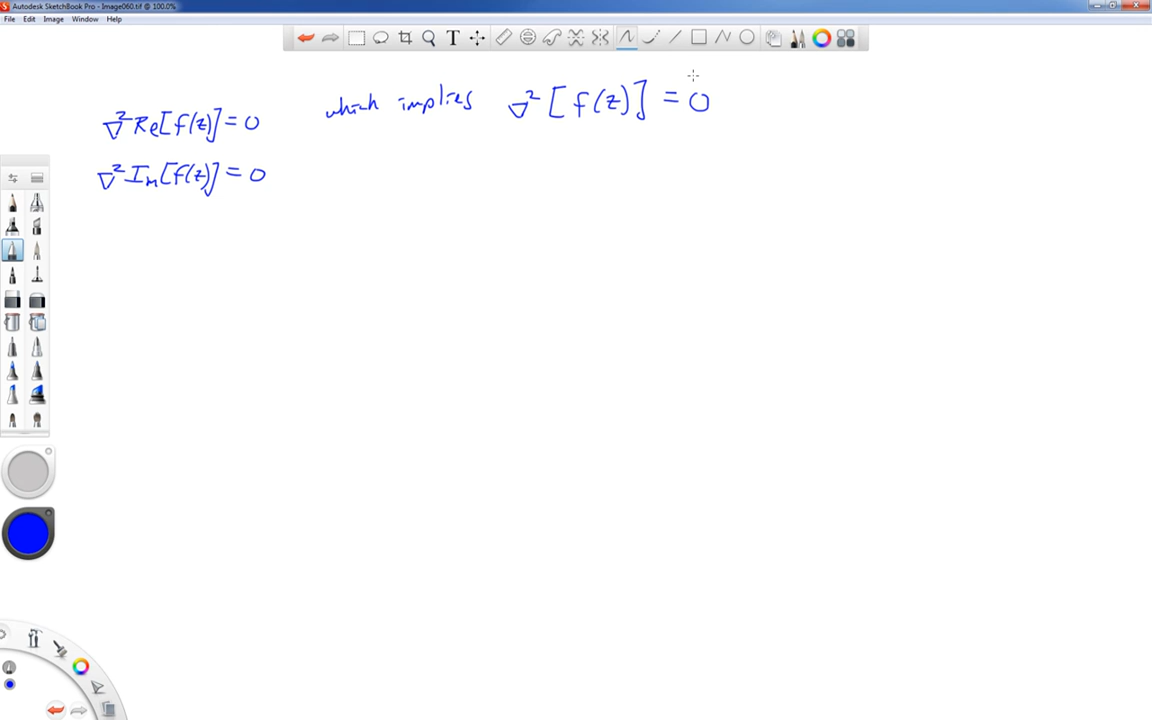 Autodesk SketchBook Pro - Image060.tif @ 100.0%
File Edit Image Window Help
T
which implies ∇²[f(z)] = 0
∇²Re[f(z)] = 0
∇²Im[f(z)] = 0